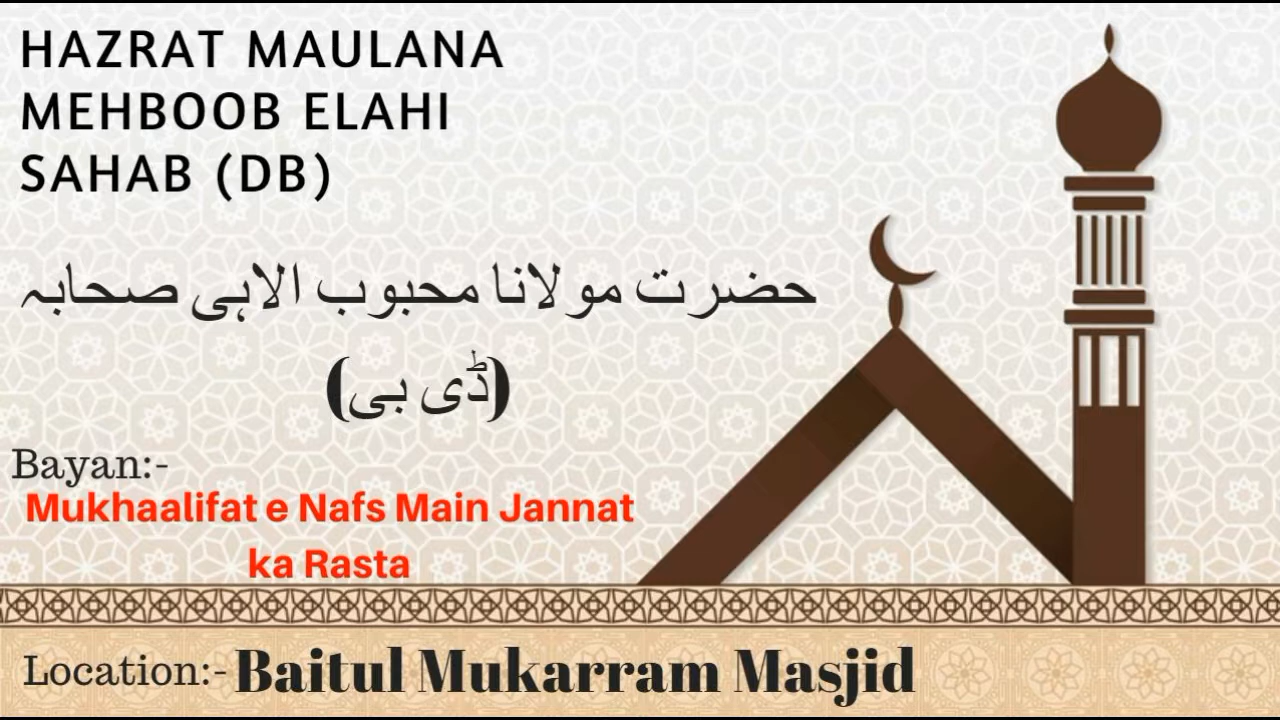 HAZRAT MAULANA
MEHBOOB ELAHI
SAHAB (DB)
حضرت مولانا محبوب الاہی صحابہ
(ڈی بی)
Bayan:-
Mukhaalifat e Nafs Main Jannat
ka Rasta
Location:- Baitul Mukarram Masjid